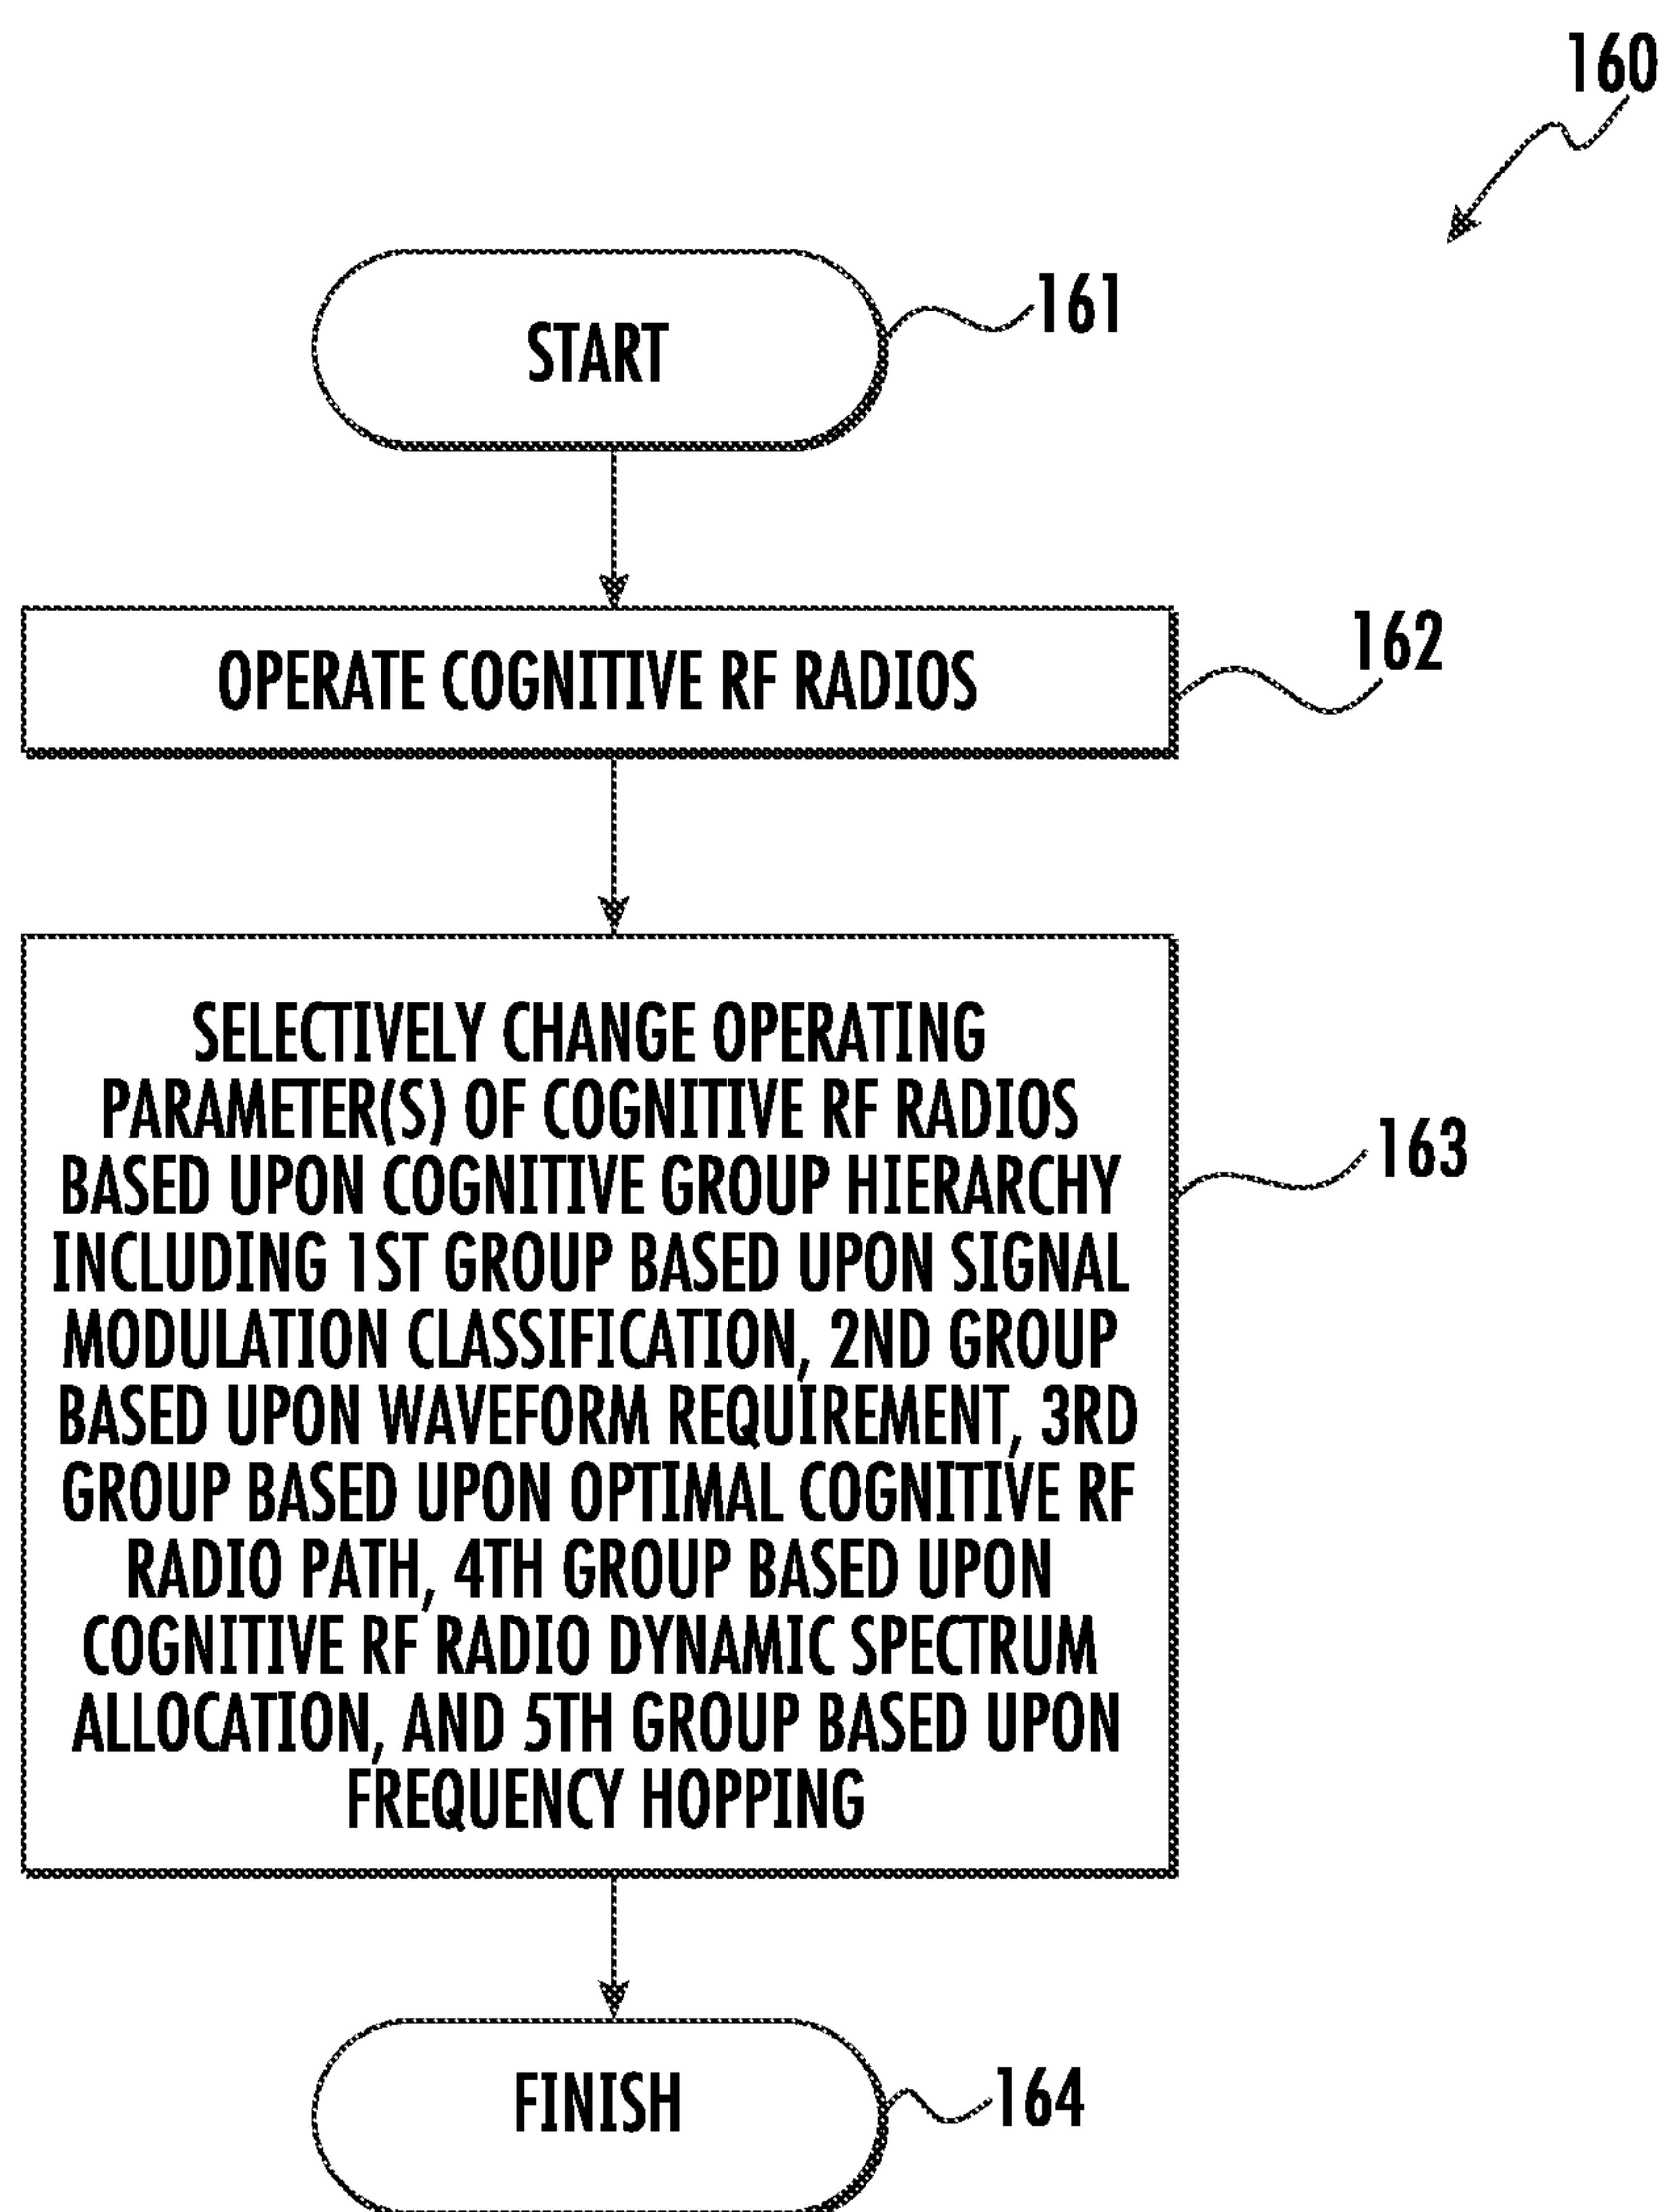 160
START
161
OPERATE COGNITIVE RF RADIOS
162
SELECTIVELY CHANGE OPERATING
PARAMETER(S) OF COGNITIVE RF RADIOS
BASED UPON COGNITIVE GROUP HIERARCHY
INCLUDING 1ST GROUP BASED UPON SIGNAL
MODULATION CLASSIFICATION, 2ND GROUP
BASED UPON WAVEFORM REQUIREMENT, 3RD
GROUP BASED UPON OPTIMAL COGNITIVE RF
RADIO PATH, 4TH GROUP BASED UPON
COGNITIVE RF RADIO DYNAMIC SPECTRUM
ALLOCATION, AND 5TH GROUP BASED UPON
FREQUENCY HOPPING
163
FINISH
164